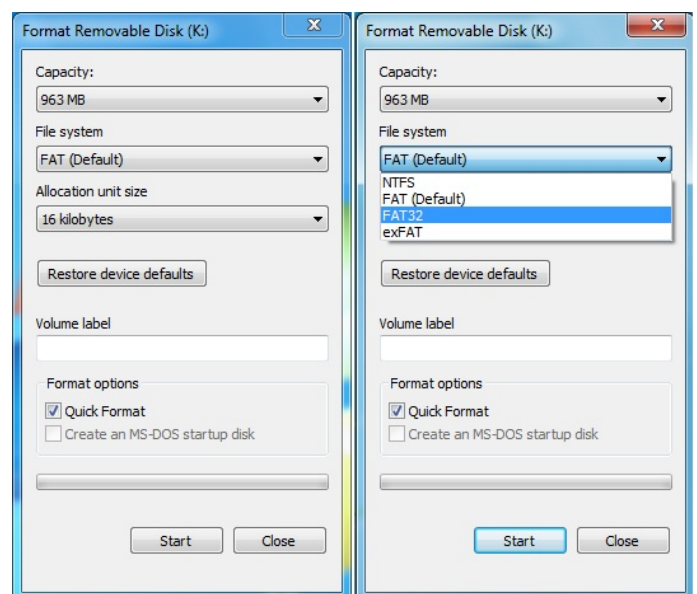 Format Removable Disk (K:)
X
Capacity:
963 MB
File system
FAT (Default)
Allocation unit size
16 kilobytes
Restore device defaults
Volume label
Format options
Quick Format
Create an MS-DOS startup disk
Start
Close
Format Removable Disk (K:)
X
Capacity:
963 MB
File system
FAT (Default)
NTFS
FAT (Default)
FAT32
exFAT
Restore device defaults
Volume label
Format options
Quick Format
Create an MS-DOS startup disk
Start
Close